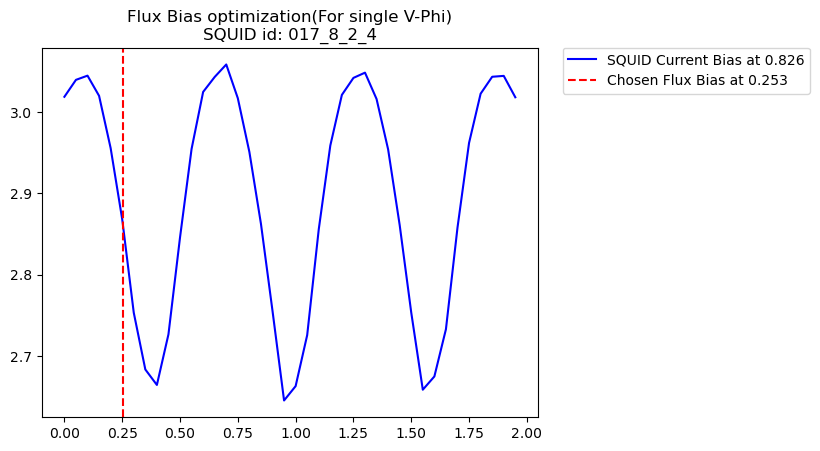 Flux Bias optimization(For single V-Phi)
SQUID id: 017_8_2_4
SQUID Current Bias at 0.826
Chosen Flux Bias at 0.253
3.0
2.9
2.8
2.7
0.00 0.25 0.50 0.75 1.00 1.25 1.50 1.75 2.00